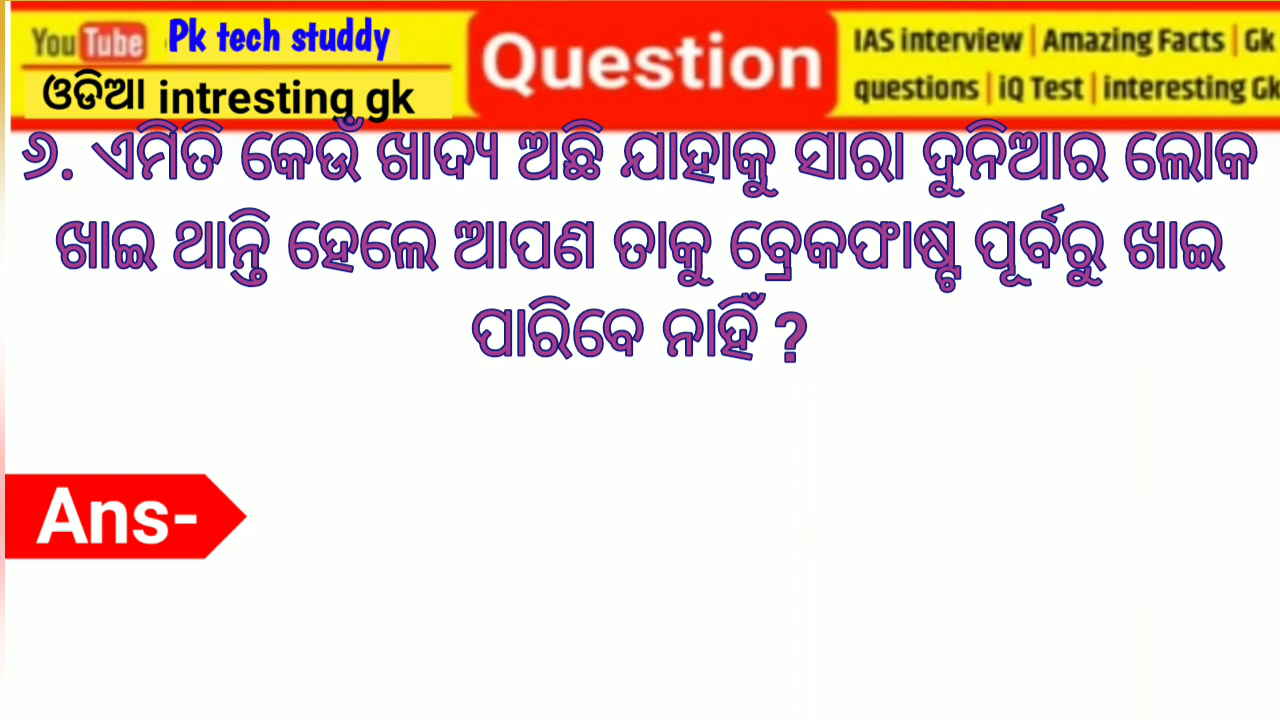 YouTube Pk tech studdy
ଓଡିଆ intresting gk
Question
IAS interview | Amazing Facts | Gk
questions | iQ Test | interesting Gk
୬. ଏମିତି କେଉଁ ଖାଦ୍ୟ ଅଛି ଯାହାକୁ ସାରା ଦୁନିଆର ଲୋକ
ଖାଇ ଥାନ୍ତି ହେଲେ ଆପଣ ତାକୁ ବ୍ରେକଫାଷ୍ଟ ପୂର୍ବରୁ ଖାଇ
ପାରିବେ ନାହିଁ ?
Ans-